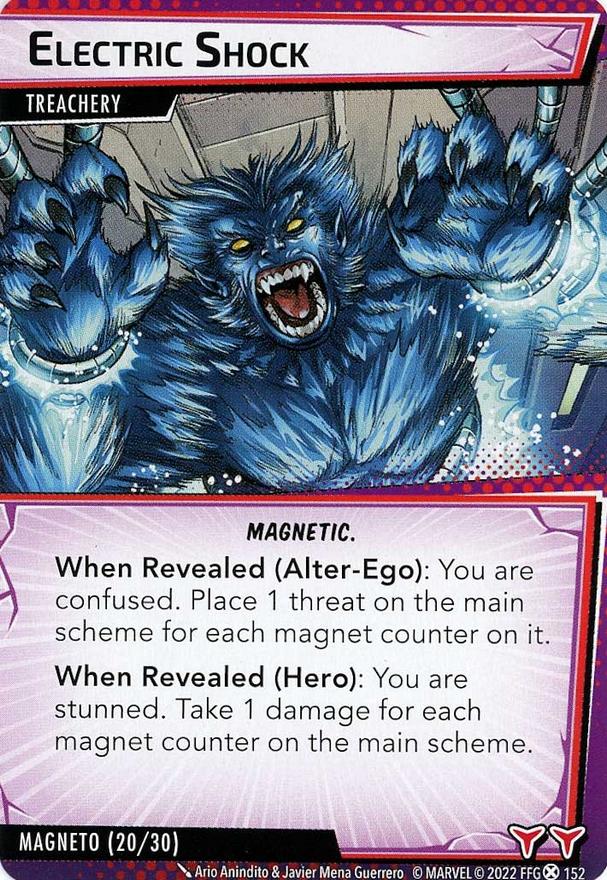 ELECTRIC SHOCK
TREACHERY
MAGNETIC.
When Revealed (Alter-Ego): You are
confused. Place 1 threat on the main
scheme for each magnet counter on it.
When Revealed (Hero): You are
stunned. Take 1 damage for each
magnet counter on the main scheme.
MAGNETO (20/30)
Ario Anindito & Javier Mena Guerrero © MARVEL © 2022 FFG 152